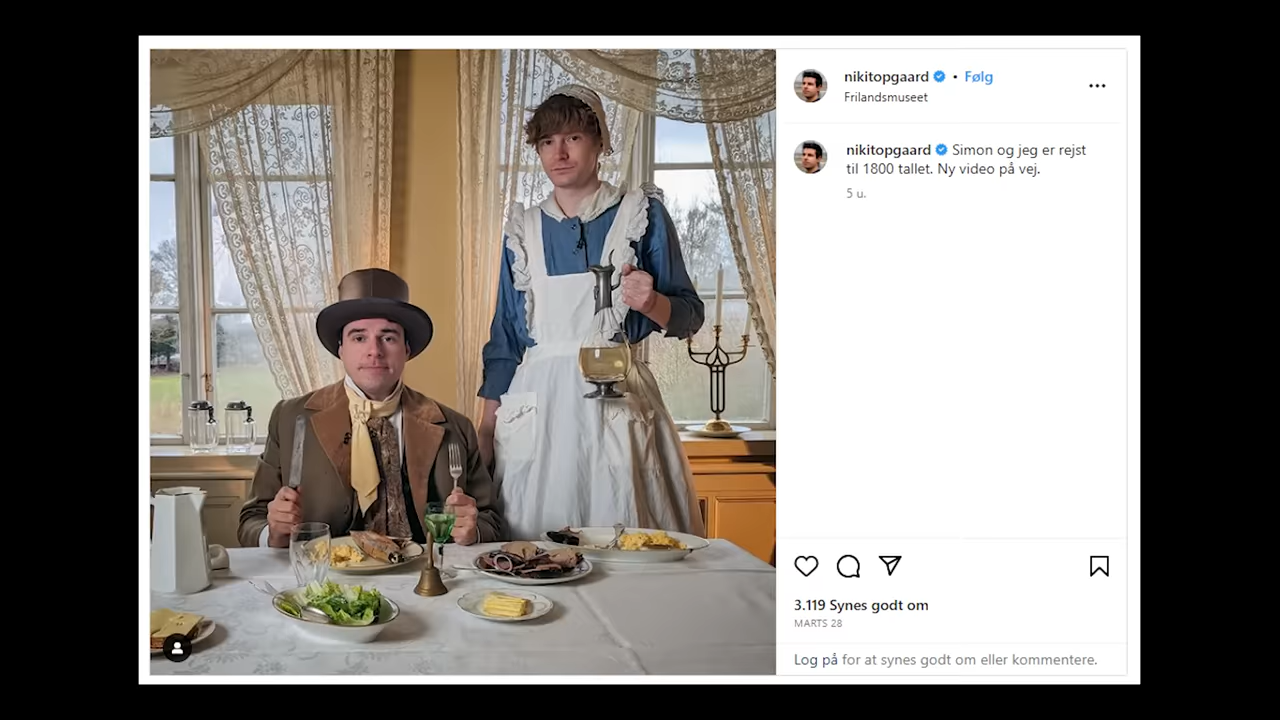 nikitopgaard • Følg
Frilandsmuseet
nikitopgaard Simon og jeg er rejst
til 1800 tallet. Ny video på vej.
5 u.
3.119 Synes godt om
MARTS 28
Log på for at synes godt om eller kommentere.